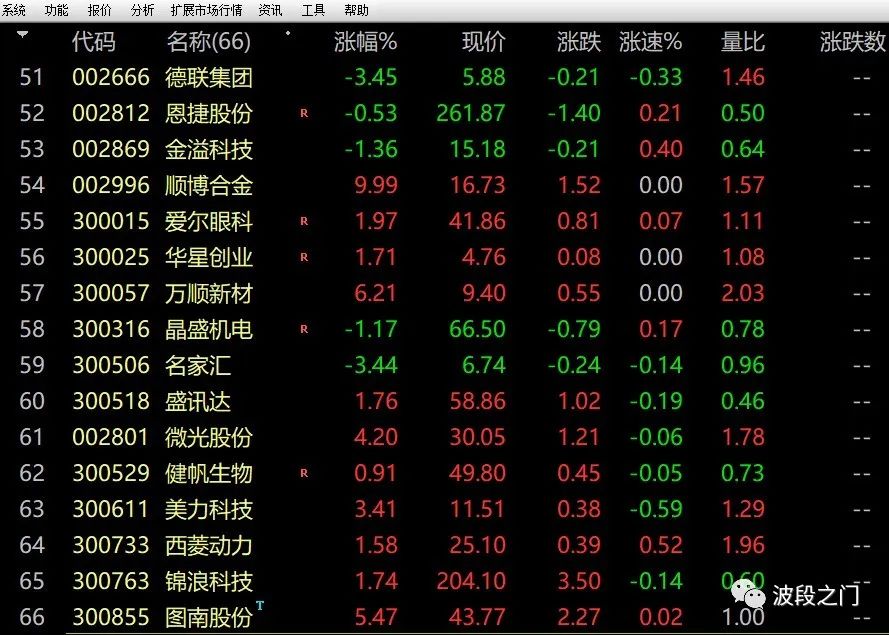 系统 功能 报价 分析 扩展市场行情 资讯 工具 帮助
代码 名称(66) 涨幅% 现价 涨跌 涨速% 量比 涨跌数
51 002666 德联集团 -3.45 5.88 -0.21 -0.33 1.46 --
52 002812 恩捷股份 R -0.53 261.87 -1.40 0.21 0.50 --
53 002869 金溢科技 -1.36 15.18 -0.21 0.40 0.64 --
54 002996 顺博合金 9.99 16.73 1.52 0.00 1.57 --
55 300015 爱尔眼科 R 1.97 41.86 0.81 0.07 1.11 --
56 300025 华星创业 R 1.71 4.76 0.08 0.00 1.08 --
57 300057 万顺新材 6.21 9.40 0.55 0.00 2.03 --
58 300316 晶盛机电 R -1.17 66.50 -0.79 0.17 0.78 --
59 300506 名家汇 -3.44 6.74 -0.24 -0.14 0.96 --
60 300518 盛讯达 1.76 58.86 1.02 -0.19 0.46 --
61 002801 微光股份 4.20 30.05 1.21 -0.06 1.78 --
62 300529 健帆生物 R 0.91 49.80 0.45 -0.05 0.73 --
63 300611 美力科技 3.41 11.51 0.38 -0.59 1.29 --
64 300733 西菱动力 1.58 25.10 0.39 0.52 1.96 --
65 300763 锦浪科技 1.74 204.10 3.50 -0.14 0.60 --
波段之门
66 300855 图南股份 T 5.47 43.77 2.27 0.02 1.00 --